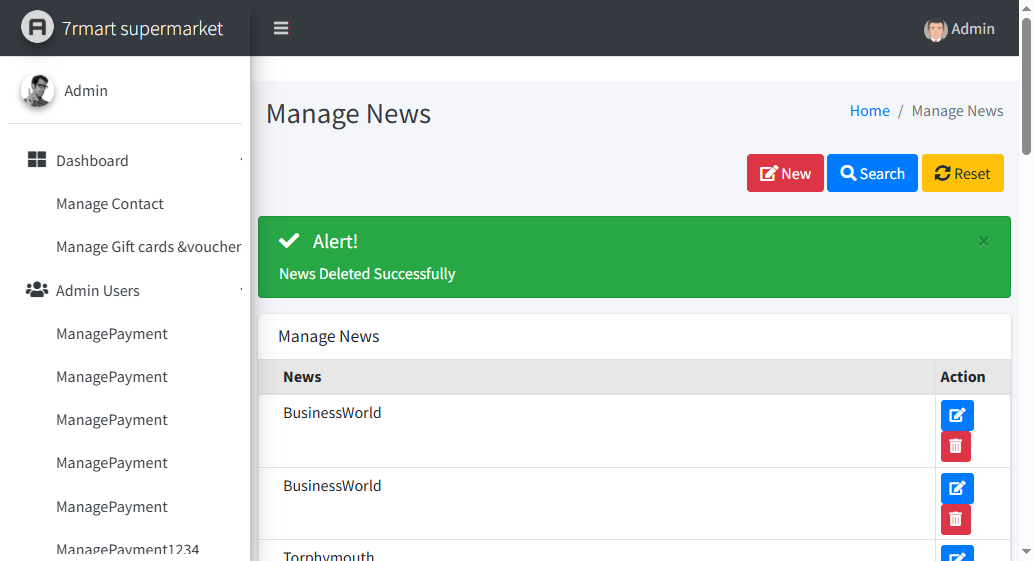 7rmart supermarket
Admin
Admin
Dashboard
Manage Contact
Manage Gift cards &voucher
Admin Users
ManagePayment
ManagePayment
ManagePayment
ManagePayment
ManagePayment
ManagePayment1234
Manage News
Home / Manage News
New
Search
Reset
Alert!
×
News Deleted Successfully
Manage News
News
Action
BusinessWorld
BusinessWorld
Torphymouth